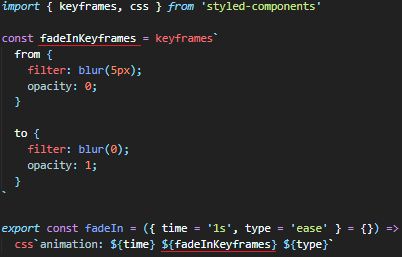 import { keyframes, css } from 'styled-components'
const fadeInKeyframes = keyframes`
from {
filter: blur(5px);
opacity: 0;
}
to {
filter: blur(0);
opacity: 1;
}
`
export const fadeIn = ({ time = '1s', type = 'ease' } = {}) =>
css`animation: ${time} ${fadeInKeyframes} ${type}`